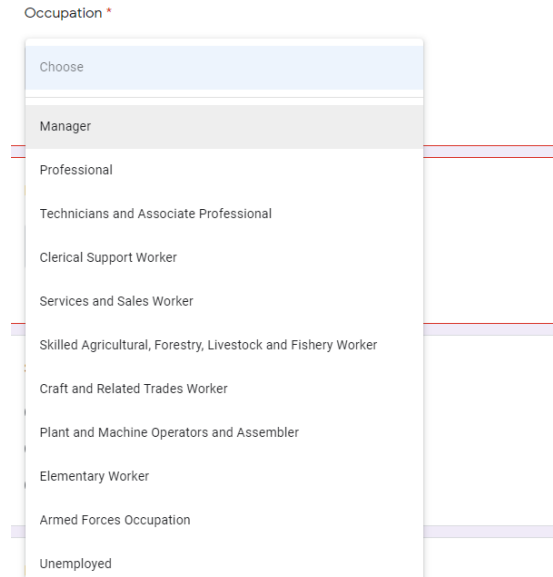 Occupation *
Choose
Manager
Professional
Technicians and Associate Professional
Clerical Support Worker
Services and Sales Worker
Skilled Agricultural, Forestry, Livestock and Fishery Worker
Craft and Related Trades Worker
Plant and Machine Operators and Assembler
Elementary Worker
Armed Forces Occupation
Unemployed